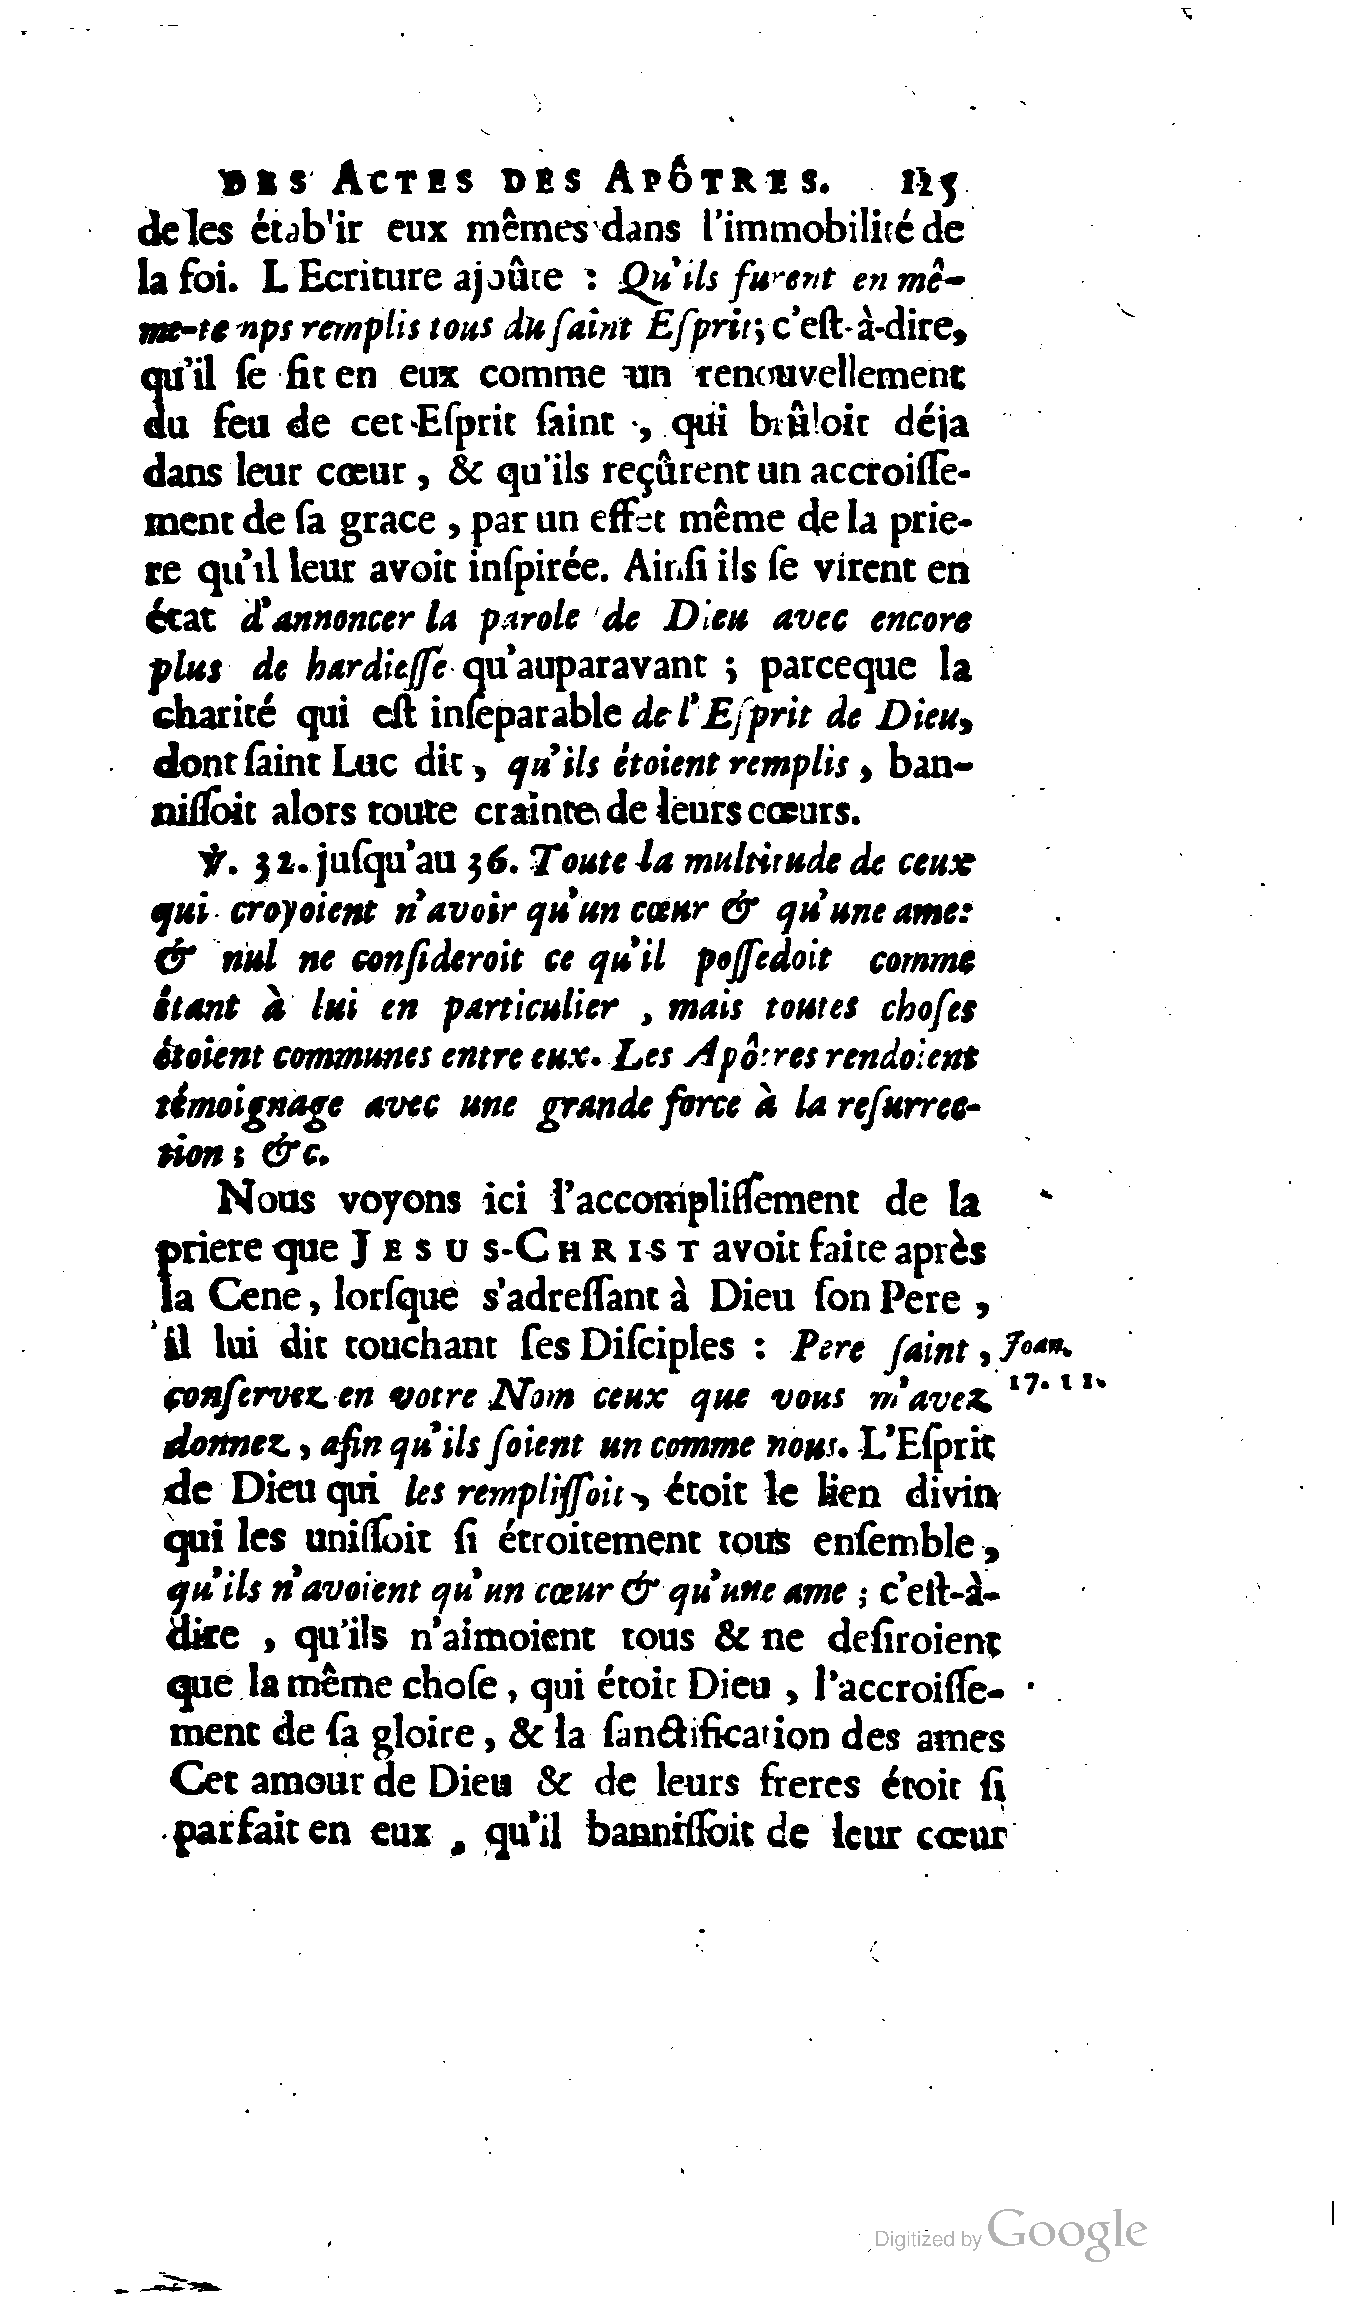 DES ACTES DES APÔTRES. 125
de les établir eux mêmes dans l'immobilité de
la foi. L Ecriture ajoûte : Qu'ils furent en mê-
me-temps remplis tous du ſaint Eſprit; c'eſt-à-dire,
qu'il ſe fit en eux comme un renouvellement
du feu de cet Eſprit ſaint , qui brûloit déja
dans leur cœur , & qu'ils reçûrent un accroiſſe-
ment de ſa grace , par un effet même de la prie-
re qu'il leur avoit inſpirée. Ainſi ils ſe virent en
état d'annoncer la parole de Dieu avec encore
plus de hardieſſe qu'auparavant ; parceque la
charité qui eſt inſeparable de l'Eſprit de Dieu,
dont ſaint Luc dit , qu'ils étoient remplis , ban-
niſſoit alors toute crainte de leurs cœurs.
℣. 32. juſqu'au 36. Toute la multitude de ceux
qui croyoient n'avoir qu'un cœur & qu'une ame:
& nul ne conſideroit ce qu'il poſſedoit comme
étant à lui en particulier , mais toutes choſes
étoient communes entre eux. Les Apôtres rendoient
témoignage avec une grande force à la reſurrec-
tion ; &c.
Nous voyons ici l'accompliſſement de la
priere que JESUS-CHRIST avoit faite après
la Cene, lorſque s'adreſſant à Dieu ſon Pere ,
il lui dit touchant ſes Diſciples : Pere ſaint , Joan.
conſervez en votre Nom ceux que vous m'avez 17. 11.
donnez , afin qu'ils ſoient un comme nous. L'Eſprit
de Dieu qui les rempliſſoit , étoit le lien divin
qui les uniſſoit ſi étroitement tous enſemble ,
qu'ils n'avoient qu'un cœur & qu'une ame ; c'eſt-à-
dire , qu'ils n'aimoient tous & ne deſiroient
que la même choſe , qui étoit Dieu , l'accroiſſe-
ment de ſa gloire , & la ſanctification des ames
Cet amour de Dieu & de leurs freres étoit ſi
parfait en eux , qu'il banniſſoit de leur cœur
Digitized by Google